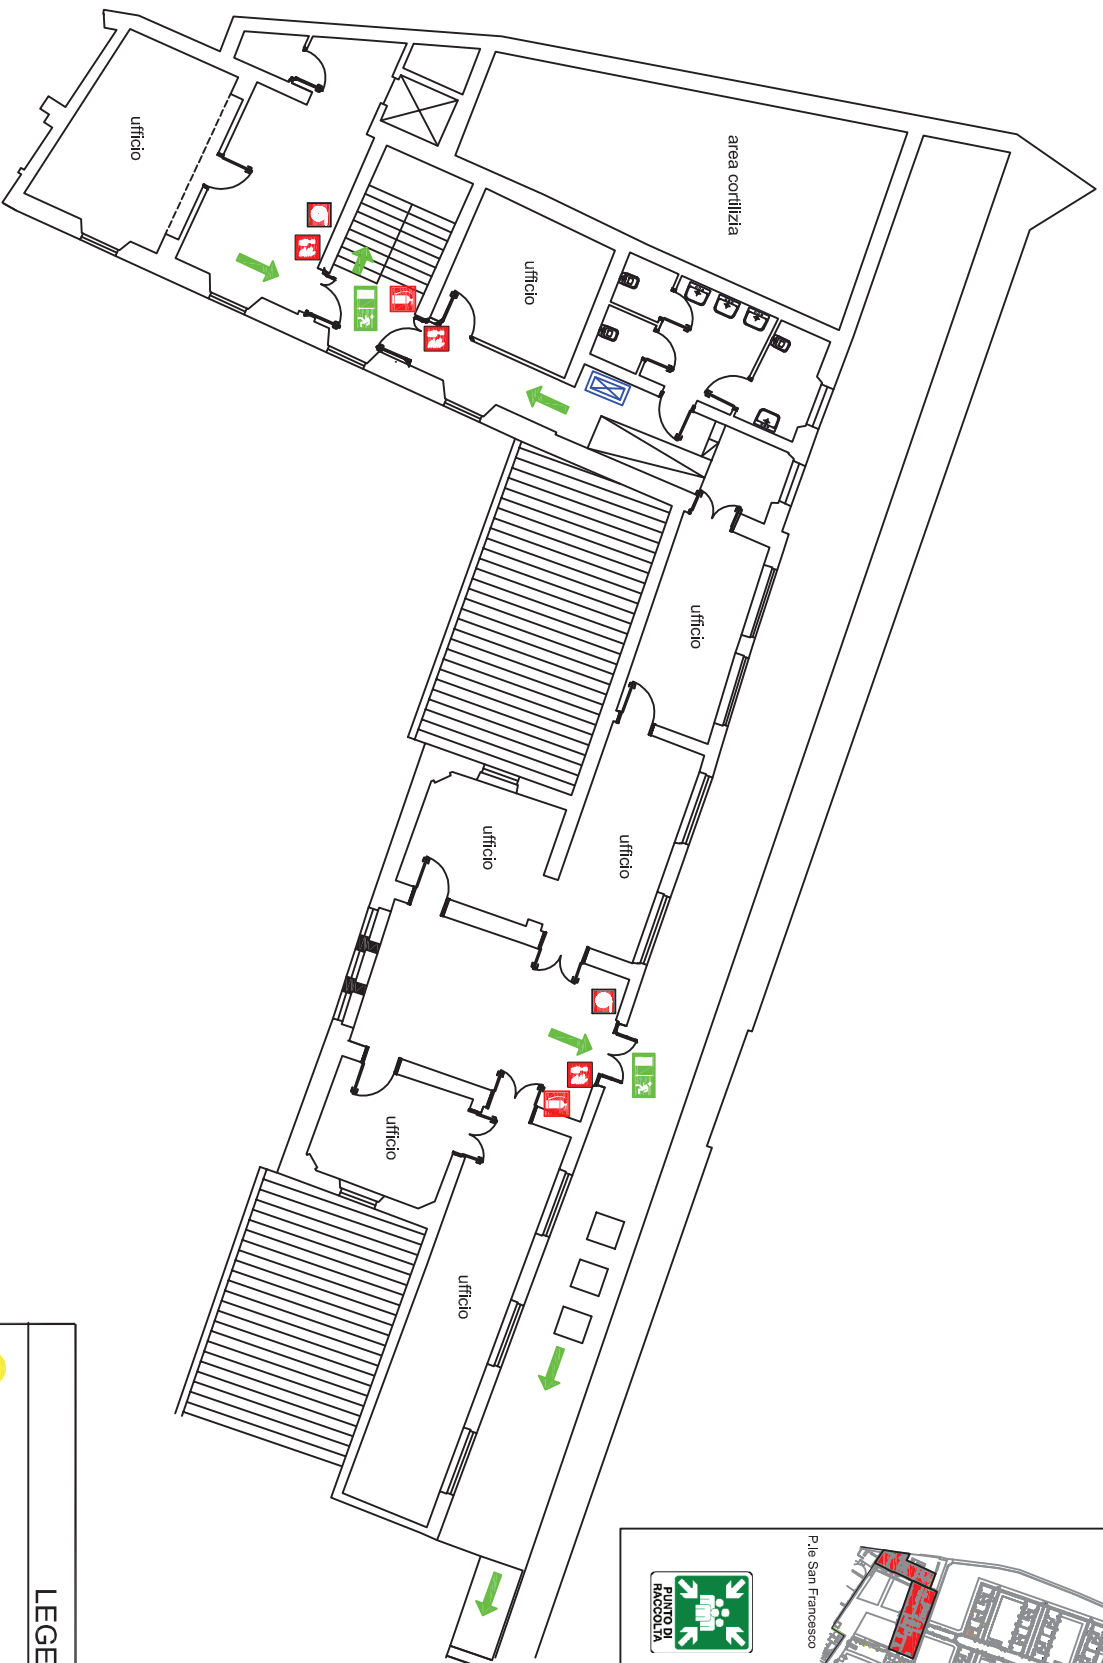 ufficio
area cortilizia
ufficio
ufficio
ufficio
ufficio
ufficio
ufficio
P.le San Francesco
PUNTO DI
RACCOLTA
LEGE